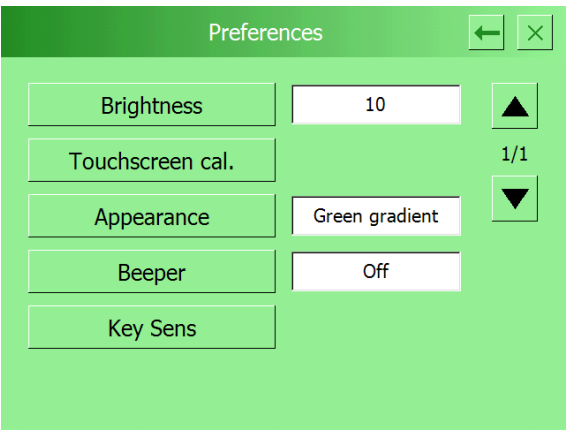 Preferences
Brightness
10
Touchscreen cal.
1/1
Appearance
Green gradient
Beeper
Off
Key Sens